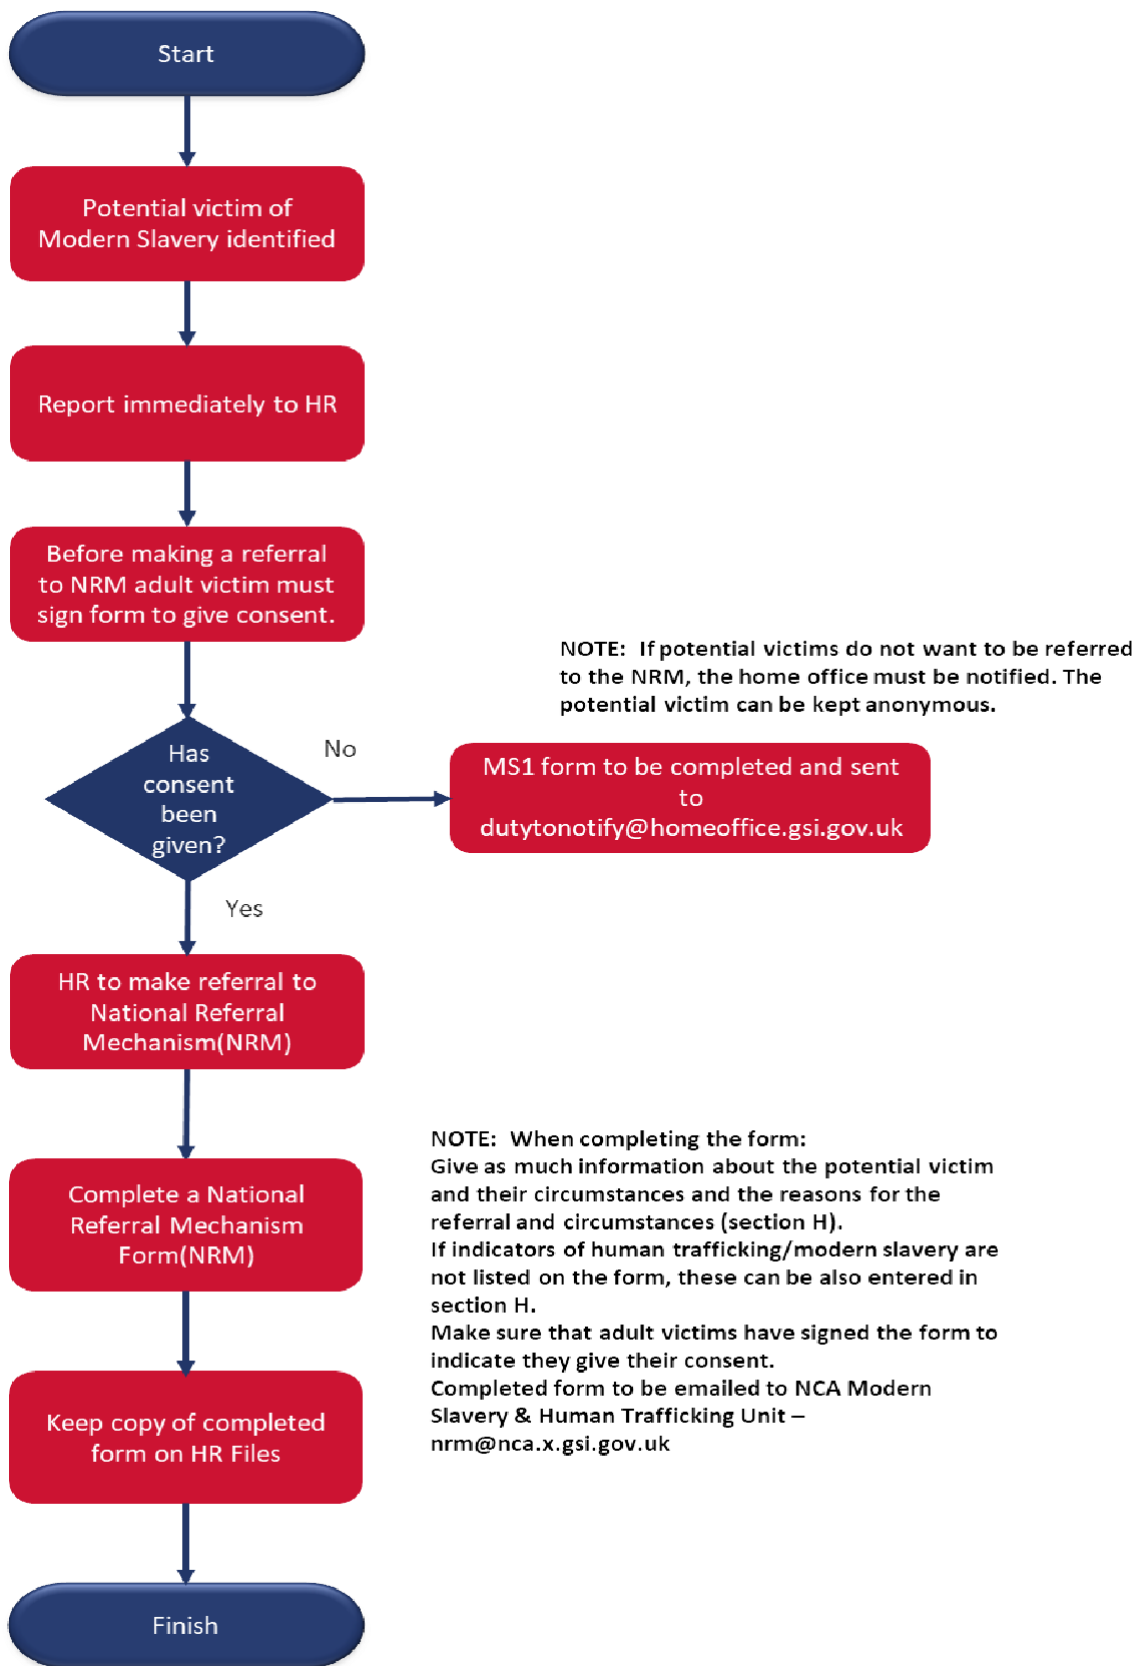 Start
Potential victim of
Modern Slavery identified
Report immediately to HR
Before making a referral
to NRM adult victim must
sign form to give consent.
NOTE: If potential victims do not want to be referred
to the NRM, the home office must be notified. The
potential victim can be kept anonymous.
Has
consent
been
given?
No
MS1 form to be completed and sent
to
dutytonotify@homeoffice.gsi.gov.uk
Yes
HR to make referral to
National Referral
Mechanism(NRM)
NOTE: When completing the form:
Give as much information about the potential victim
and their circumstances and the reasons for the
referral and circumstances (section H).
If indicators of human trafficking/modern slavery are
not listed on the form, these can be also entered in
section H.
Make sure that adult victims have signed the form to
indicate they give their consent.
Completed form to be emailed to NCA Modern
Slavery & Human Trafficking Unit –
nrm@nca.x.gsi.gov.uk
Complete a National
Referral Mechanism
Form(NRM)
Keep copy of completed
form on HR Files
Finish